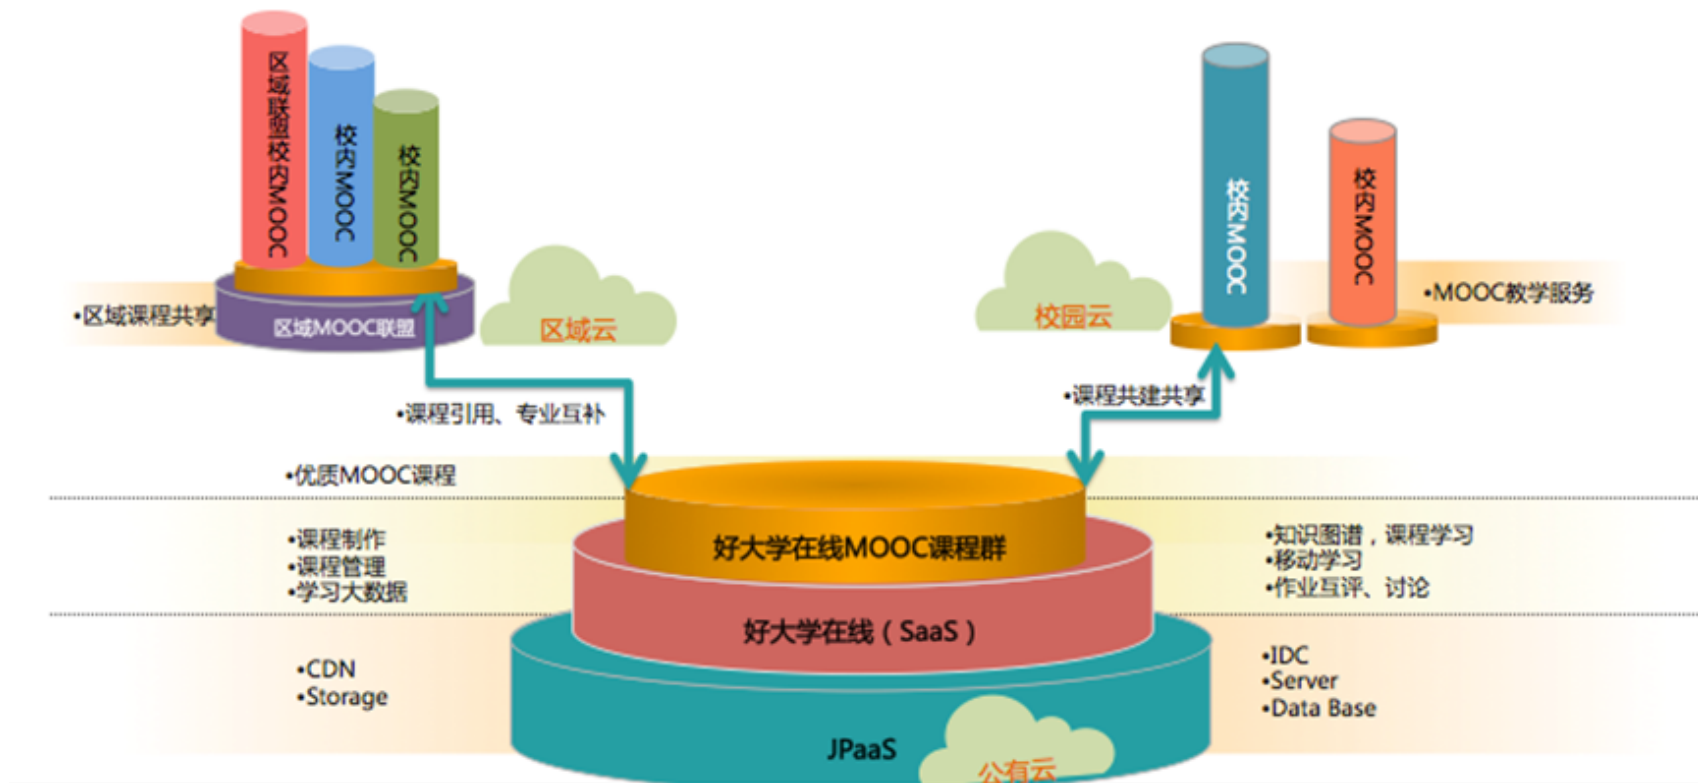 区域联盟校内MOOC
校内MOOC
校内MOOC
•区域课程共享
区域MOOC联盟
区域云
校园云
校内MOOC
校内MOOC
•MOOC教学服务
•课程引用、专业互补
•课程共建共享
•优质MOOC课程
•课程制作
•课程管理
•学习大数据
好大学在线MOOC课程群
•知识图谱，课程学习
•移动学习
•作业互评、讨论
好大学在线（SaaS）
•CDN
•Storage
•IDC
•Server
•Data Base
JPaaS
公有云